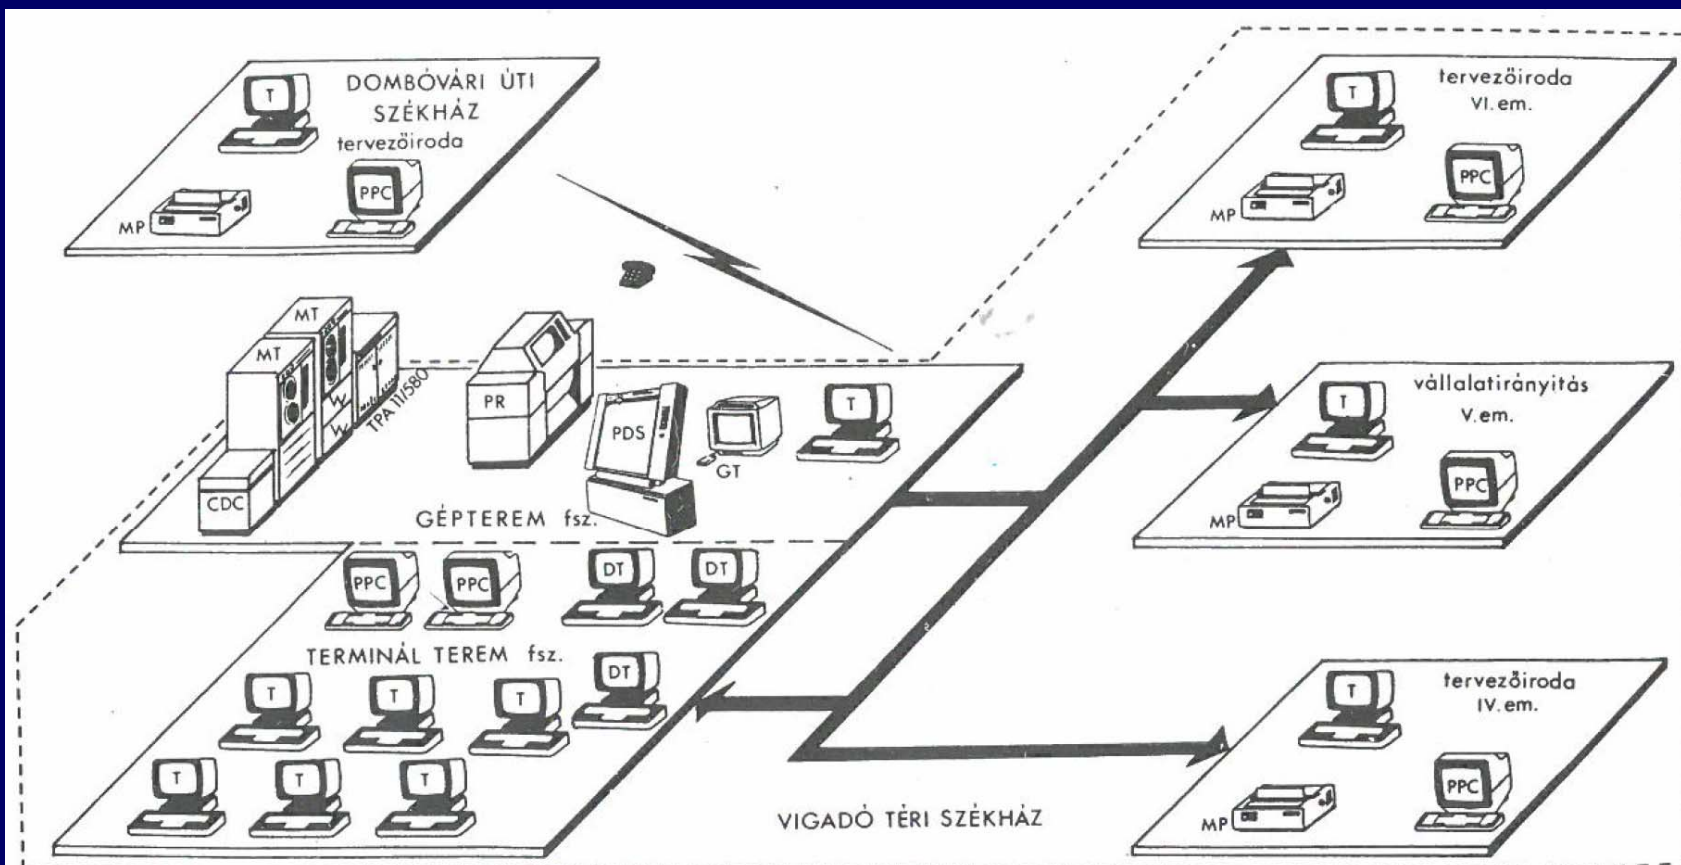 T
DOMBÓVÁRI ÚTI
SZÉKHÁZ
tervezőiroda
PPC
MP
T
tervezőiroda
VI. em.
PPC
MP
MT
MT
TPA 11/580
CDC
PR
PDS
GT
T
GÉPTEREM fsz.
T
vállalatirányítás
V. em.
PPC
MP
PPC
PPC
DT
DT
TERMINÁL TEREM fsz.
DT
T
T
T
T
T
T
T
tervezőiroda
IV. em.
PPC
MP
VIGADÓ TÉRI SZÉKHÁZ